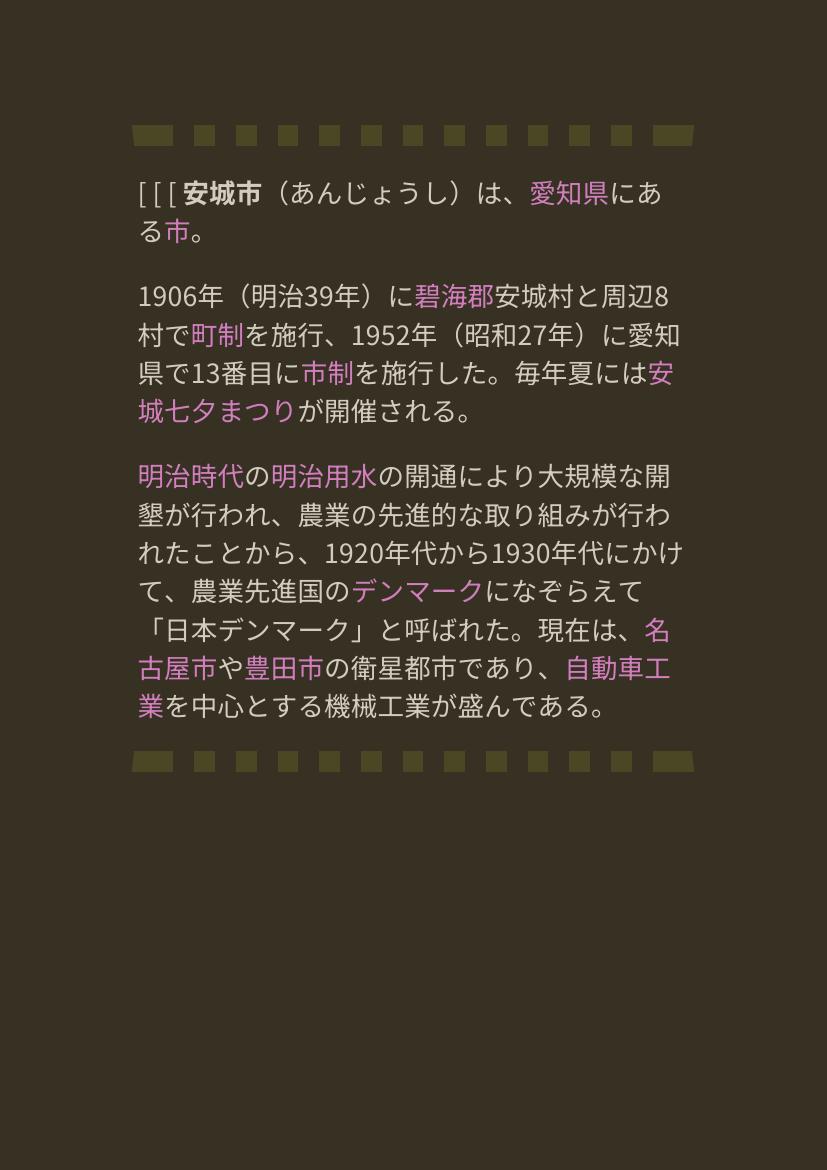 [ [ [ 安城市（あんじょうし）は、愛知県にあ
る市。
1906年（明治39年）に碧海郡安城村と周辺8
村で町制を施行、1952年（昭和27年）に愛知
県で13番目に市制を施行した。毎年夏には安
城七夕まつりが開催される。
明治時代の明治用水の開通により大規模な開
墾が行われ、農業の先進的な取り組みが行わ
れたことから、1920年代から1930年代にかけ
て、農業先進国のデンマークになぞらえて
「日本デンマーク」と呼ばれた。現在は、名
古屋市や豊田市の衛星都市であり、自動車工
業を中心とする機械工業が盛んである。